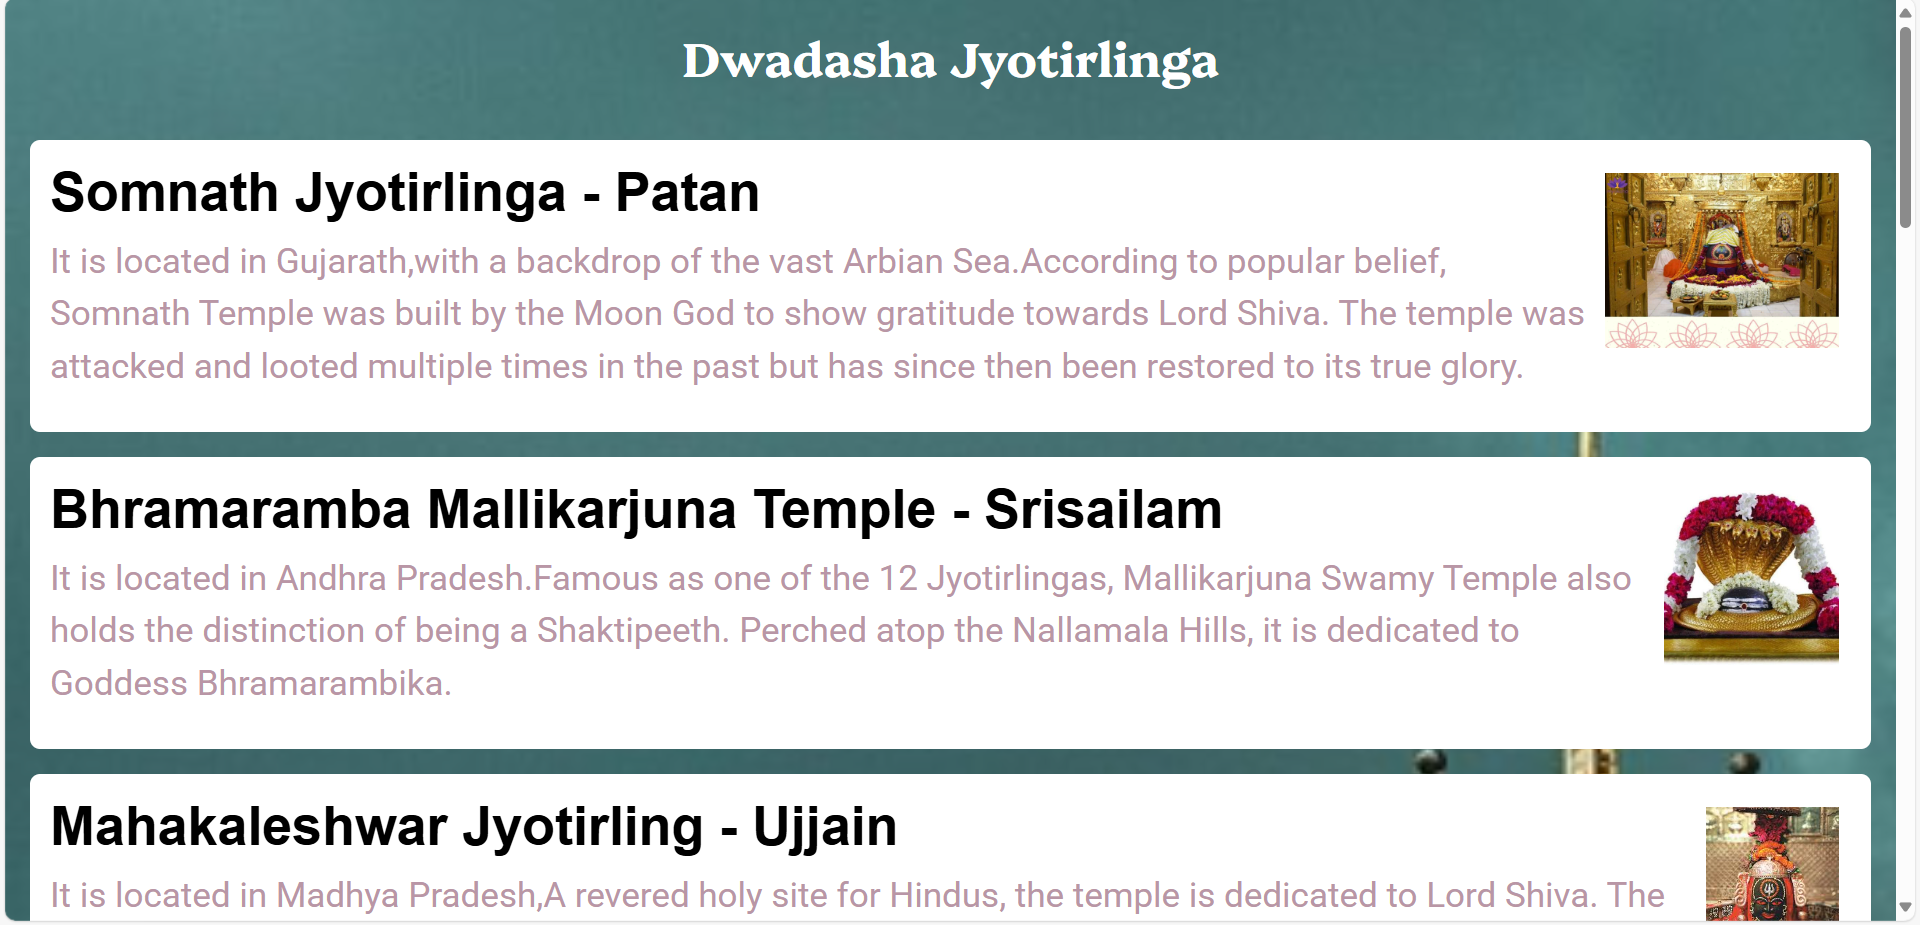 Dwadasha Jyotirlinga
Somnath Jyotirlinga - Patan
It is located in Gujarath,with a backdrop of the vast Arbian Sea.According to popular belief,
Somnath Temple was built by the Moon God to show gratitude towards Lord Shiva. The temple was
attacked and looted multiple times in the past but has since then been restored to its true glory.
Bhramaramba Mallikarjuna Temple - Srisailam
It is located in Andhra Pradesh.Famous as one of the 12 Jyotirlingas, Mallikarjuna Swamy Temple also
holds the distinction of being a Shaktipeeth. Perched atop the Nallamala Hills, it is dedicated to
Goddess Bhramarambika.
Mahakaleshwar Jyotirling - Ujjain
It is located in Madhya Pradesh,A revered holy site for Hindus, the temple is dedicated to Lord Shiva. The